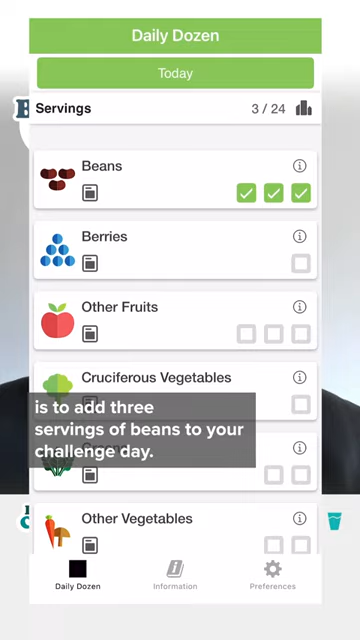 Daily Dozen
Today
Servings
3 / 24
Beans
Berries
Other Fruits
Cruciferous Vegetables
is to add three
servings of beans to your
challenge day.
Other Vegetables
Daily Dozen
Information
Preferences